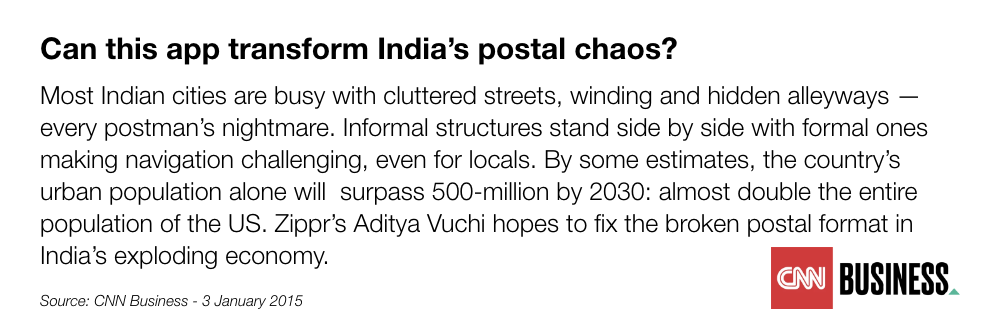 Can this app transform India's postal chaos?
Most Indian cities are busy with cluttered streets, winding and hidden alleyways —
every postman's nightmare. Informal structures stand side by side with formal ones
making navigation challenging, even for locals. By some estimates, the country's
urban population alone will  surpass 500-million by 2030: almost double the entire
population of the US. Zippr's Aditya Vuchi hopes to fix the broken postal format in
India's exploding economy.
CNN BUSINESS
Source: CNN Business - 3 January 2015